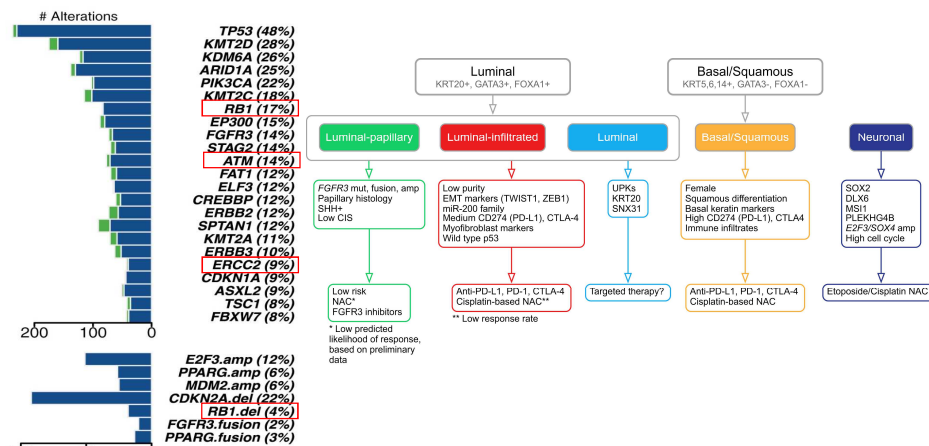 # Alterations
TP53 (48%)
KMT2D (28%)
KDM6A (26%)
ARID1A (25%)
PIK3CA (22%)
KMT2C (18%)
RB1 (17%)
EP300 (15%)
FGFR3 (14%)
STAG2 (14%)
ATM (14%)
FAT1 (12%)
ELF3 (12%)
CREBBP (12%)
ERBB2 (12%)
SPTAN1 (12%)
KMT2A (11%)
ERBB3 (10%)
ERCC2 (9%)
CDKN1A (9%)
ASXL2 (9%)
TSC1 (8%)
FBXW7 (8%)
200 100 0
E2F3.amp (12%)
PPARG.amp (6%)
MDM2.amp (6%)
CDKN2A.del (22%)
RB1.del (4%)
FGFR3.fusion (2%)
PPARG.fusion (3%)
Luminal
KRT20+, GATA3+, FOXA1+
Basal/Squamous
KRT5,6,14+, GATA3-, FOXA1-
Luminal-papillary
Luminal-infiltrated
Luminal
Basal/Squamous
Neuronal
FGFR3 mut, fusion, amp
Papillary histology
SHH+
Low CIS
Low purity
EMT markers (TWIST1, ZEB1)
miR-200 family
Medium CD274 (PD-L1), CTLA-4
Myofibroblast markers
Wild type p53
UPKs
KRT20
SNX31
Female
Squamous differentiation
Basal keratin markers
High CD274 (PD-L1), CTLA4
Immune infiltrates
SOX2
DLX6
MSI1
PLEKHG4B
E2F3/SOX4 amp
High cell cycle
Low risk
NAC*
FGFR3 inhibitors
Anti-PD-L1, PD-1, CTLA-4
Cisplatin-based NAC**
Targeted therapy?
Anti-PD-L1, PD-1, CTLA-4
Cisplatin-based NAC
Etoposide/Cisplatin NAC
* Low predicted
likelihood of response,
based on preliminary
data
** Low response rate